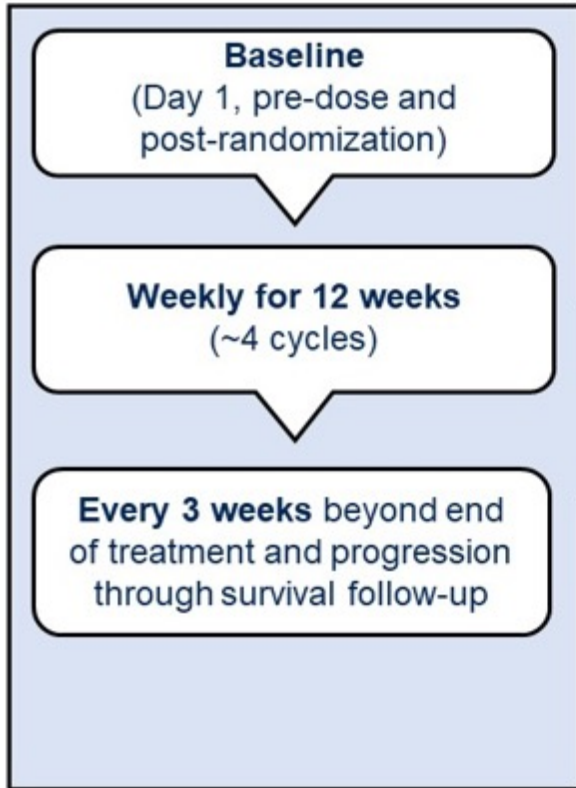 Baseline
(Day 1, pre-dose and
post-randomization)
Weekly for 12 weeks
(~4 cycles)
Every 3 weeks beyond end
of treatment and progression
through survival follow-up